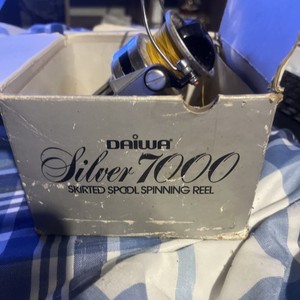 DAIWA
Silver 7000
SKIRTED SPOOL SPINNING REEL